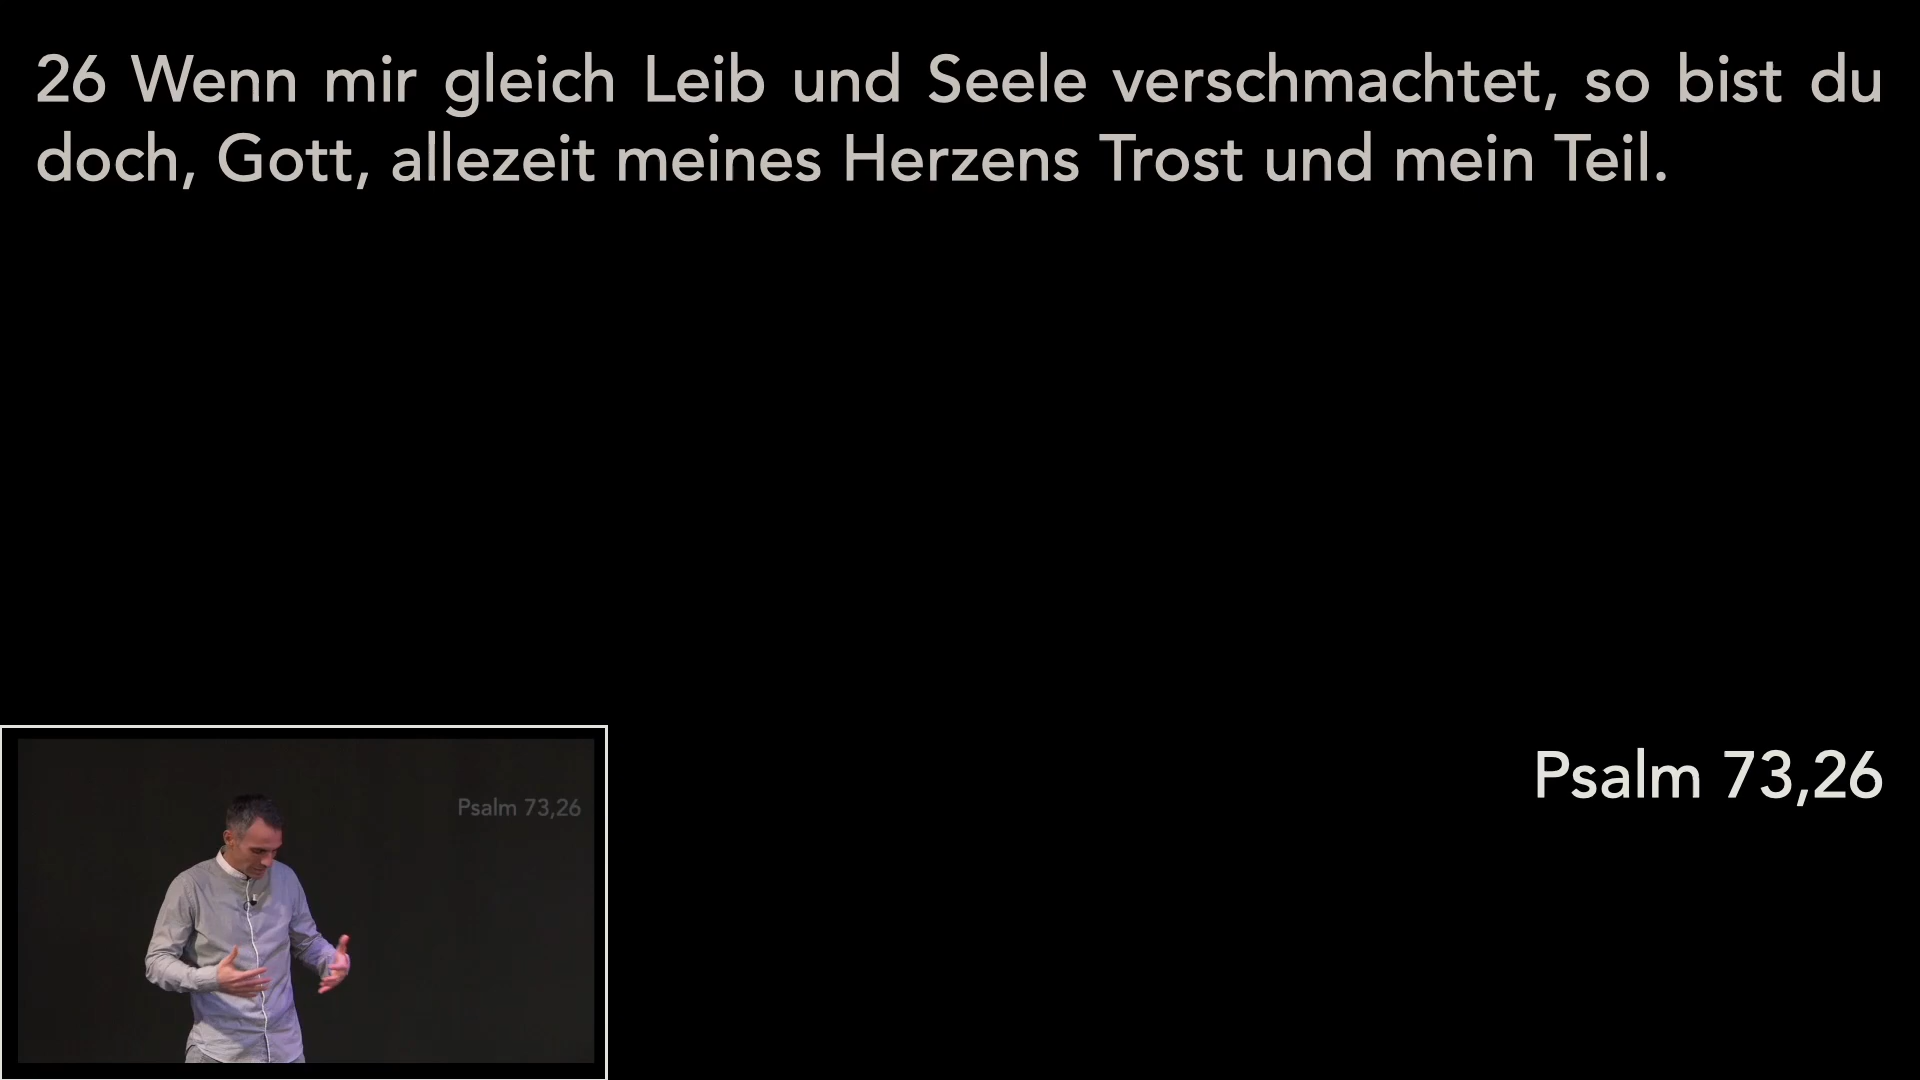 26 Wenn mir gleich Leib und Seele verschmachtet, so bist du
doch, Gott, allezeit meines Herzens Trost und mein Teil.
Psalm 73,26
Psalm 73,26